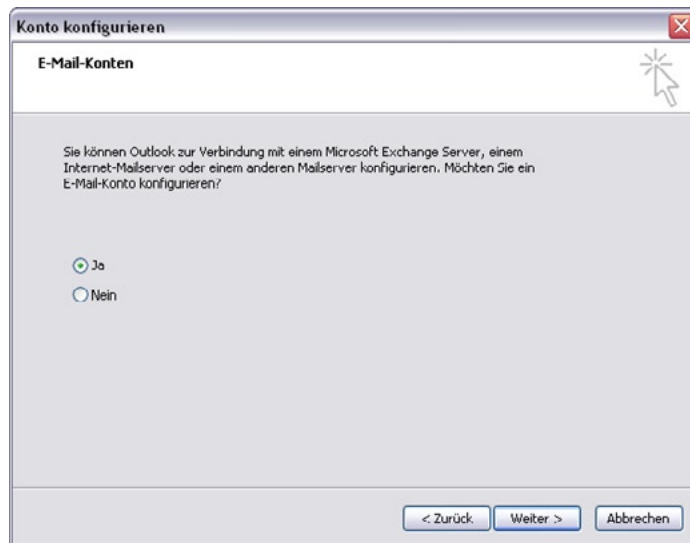 Konto konfigurieren
E-Mail-Konten
Sie können Outlook zur Verbindung mit einem Microsoft Exchange Server, einem
Internet-Mailserver oder einem anderen Mailserver konfigurieren. Möchten Sie ein
E-Mail-Konto konfigurieren?
Ja
Nein
< Zurück
Weiter >
Abbrechen